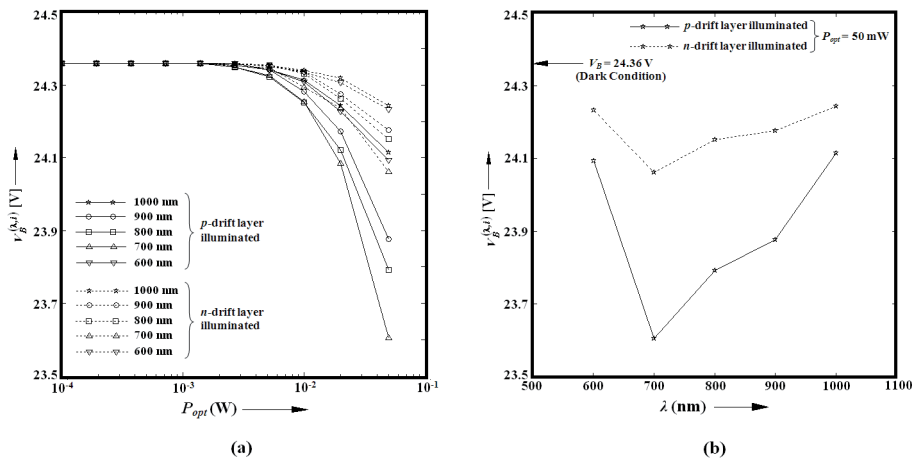 24.5
24.3
24.1
23.9
23.7
23.5
V_B^(λ,i) [V]
1000 nm
900 nm
800 nm
700 nm
600 nm
p-drift layer
illuminated
1000 nm
900 nm
800 nm
700 nm
600 nm
n-drift layer
illuminated
10^-4
10^-3
10^-2
10^-1
P_opt (W)
(a)
24.5
24.3
24.1
23.9
23.7
23.5
V_B^(λ,i) [V]
p-drift layer illuminated
n-drift layer illuminated
P_opt = 50 mW
V_B = 24.36 V
(Dark Condition)
500 600 700 800 900 1000 1100
λ (nm)
(b)